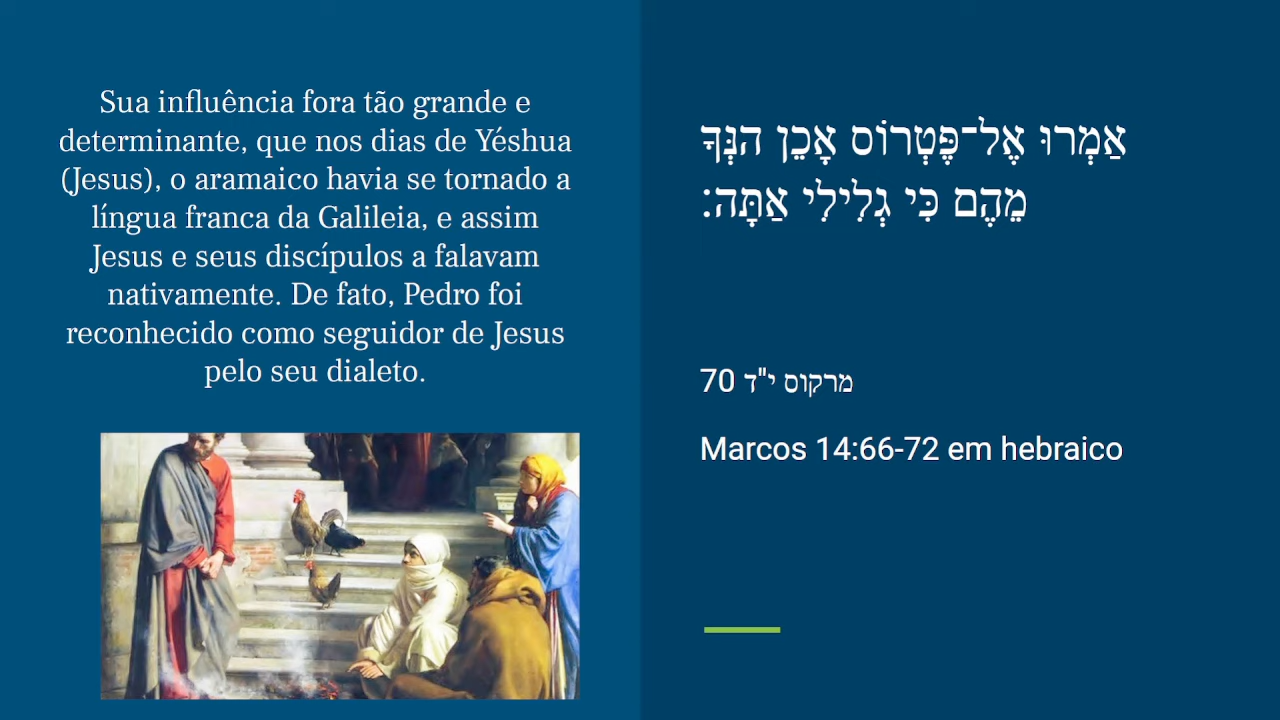 Sua influência fora tão grande e
determinante, que nos dias de Yéshua
(Jesus), o aramaico havia se tornado a
língua franca da Galileia, e assim
Jesus e seus discípulos a falavam
nativamente. De fato, Pedro foi
reconhecido como seguidor de Jesus
pelo seu dialeto.
אַמְרוּ אֶל־פֶּטְרוֹס אָכֵן הִנְּךָ
מֵהֶם כִּי גְלִילִי אַתָּה׃
70 מרקוס י"ד
Marcos 14:66-72 em hebraico